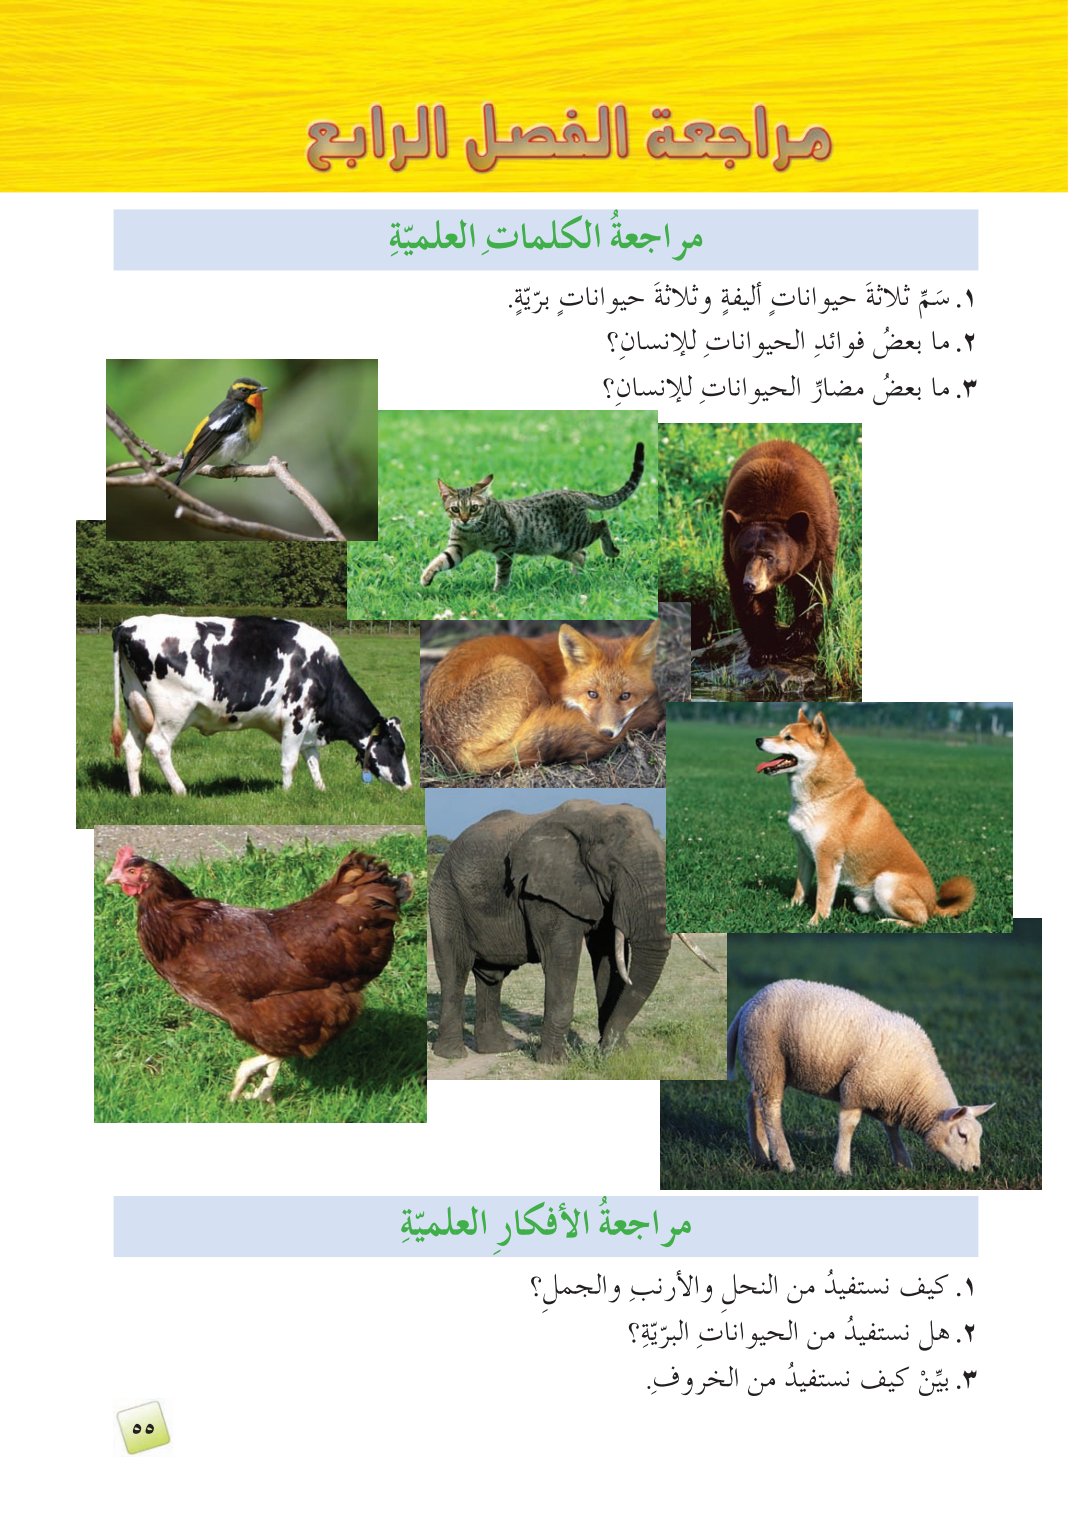 مراجعة الفصل الرابع
مراجعةُ الكلماتِ العلميّةِ
١. سَمِّ ثلاثةَ حيواناتٍ أليفةٍ وثلاثةَ حيواناتٍ برّيّةٍ.
٢. ما بعضُ فوائدِ الحيواناتِ للإنسانِ؟
٣. ما بعضُ مضارِّ الحيواناتِ للإنسانِ؟
مراجعةُ الأفكارِ العلميّةِ
١. كيف نستفيدُ من النحلِ والأرنبِ والجملِ؟
٢. هل نستفيدُ من الحيواناتِ البرّيّةِ؟
٣. بيِّنْ كيف نستفيدُ من الخروفِ.
٥٥